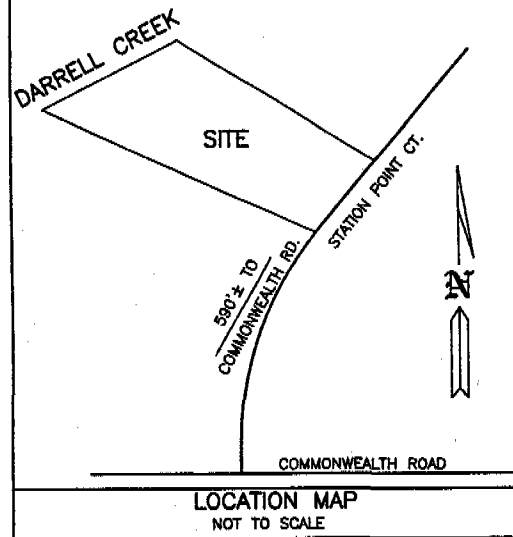 DARRELL CREEK
SITE
STATION POINT CT.
590'± TO
COMMONWEALTH RD.
N
COMMONWEALTH ROAD
LOCATION MAP
NOT TO SCALE